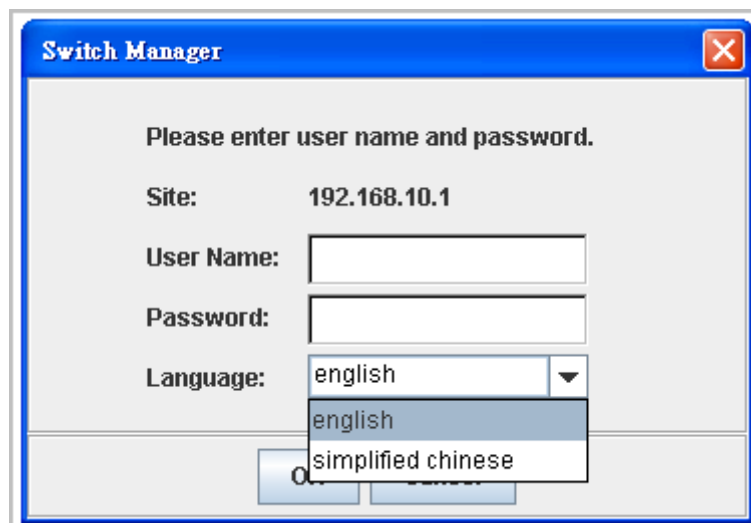 Switch Manager
Please enter user name and password.
Site: 192.168.10.1
User Name:
Password:
Language: english
english
simplified chinese